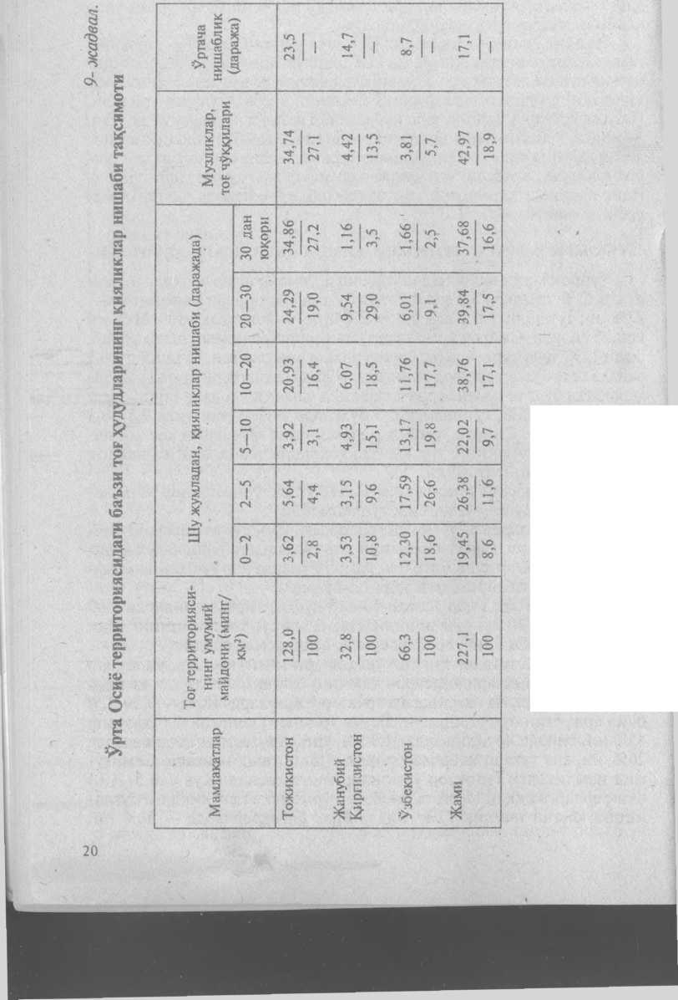 9- жадвал.
Ўрта Осиё территориясидаги баъзи тоғ ҳудудларининг қияликлар нишаби тақсимоти
Мамлакатлар
Тоғ территорияси-
нинг умумий
майдони (минг/
км²)
Шу жумладан, қияликлар нишаби (даражада)
0—2 2—5 5—10 10—20 20—30 30 дан
юқори
Музликлар,
тоғ чўққилари
Ўртача
нишаблик
(даража)
Тожикистон 128,0 3,62 5,64 3,92 20,93 24,29 34,86 34,74 23,5
100 2,8 4,4 3,1 16,4 19,0 27,2 27,1 —
Жанубий
Қирғизистон
32,8 3,53 3,15 4,93 6,07 9,54 1,16 4,42 14,7
100 10,8 9,6 15,1 18,5 29,0 3,5 13,5 —
Ўзбекистон 66,3 12,30 17,59 13,17 11,76 6,01 1,66 3,81 8,7
100 18,6 26,6 19,8 17,7 9,1 2,5 5,7 —
Жами 227,1 19,45 26,38 22,02 38,76 39,84 37,68 42,97 17,1
100 8,6 11,6 9,7 17,1 17,5 16,6 18,9 —
20